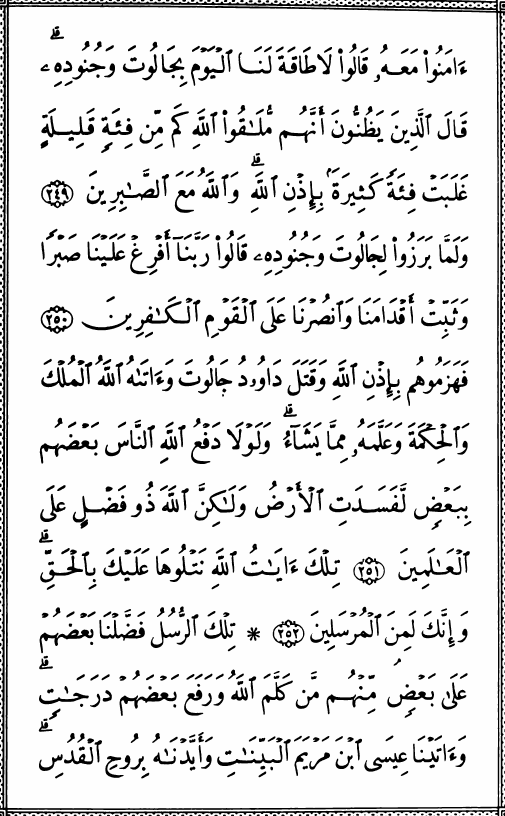 ءَامَنُوا۟ مَعَهُۥ قَالُوا۟ لَا طَاقَةَ لَنَا ٱلْيَوْمَ بِجَالُوتَ وَجُنُودِهِۦ ۚ
قَالَ ٱلَّذِينَ يَظُنُّونَ أَنَّهُم مُّلَـٰقُوا۟ ٱللَّهِ كَم مِّن فِئَةٍ قَلِيلَةٍ
غَلَبَتْ فِئَةً كَثِيرَةًۢ بِإِذْنِ ٱللَّهِ ۗ وَٱللَّهُ مَعَ ٱلصَّـٰبِرِينَ ٢٤٩
وَلَمَّا بَرَزُوا۟ لِجَالُوتَ وَجُنُودِهِۦ قَالُوا۟ رَبَّنَآ أَفْرِغْ عَلَيْنَا صَبْرًا
وَثَبِّتْ أَقْدَامَنَا وَٱنصُرْنَا عَلَى ٱلْقَوْمِ ٱلْكَـٰفِرِينَ ٢٥٠
فَهَزَمُوهُم بِإِذْنِ ٱللَّهِ وَقَتَلَ دَاوُۥدُ جَالُوتَ وَءَاتَىٰهُ ٱللَّهُ ٱلْمُلْكَ
وَٱلْحِكْمَةَ وَعَلَّمَهُۥ مِمَّا يَشَآءُ ۗ وَلَوْلَا دَفْعُ ٱللَّهِ ٱلنَّاسَ بَعْضَهُم
بِبَعْضٍ لَّفَسَدَتِ ٱلْأَرْضُ وَلَـٰكِنَّ ٱللَّهَ ذُو فَضْلٍ عَلَى
ٱلْعَـٰلَمِينَ ٢٥١ تِلْكَ ءَايَـٰتُ ٱللَّهِ نَتْلُوهَا عَلَيْكَ بِٱلْحَقِّ ۚ
وَإِنَّكَ لَمِنَ ٱلْمُرْسَلِينَ ٢٥٢ * تِلْكَ ٱلرُّسُلُ فَضَّلْنَا بَعْضَهُمْ
عَلَىٰ بَعْضٍ ۘ مِّنْهُم مَّن كَلَّمَ ٱللَّهُ وَرَفَعَ بَعْضَهُمْ دَرَجَـٰتٍ ۚ
وَءَاتَيْنَا عِيسَى ٱبْنَ مَرْيَمَ ٱلْبَيِّنَـٰتِ وَأَيَّدْنَـٰهُ بِرُوحِ ٱلْقُدُسِ ۗ